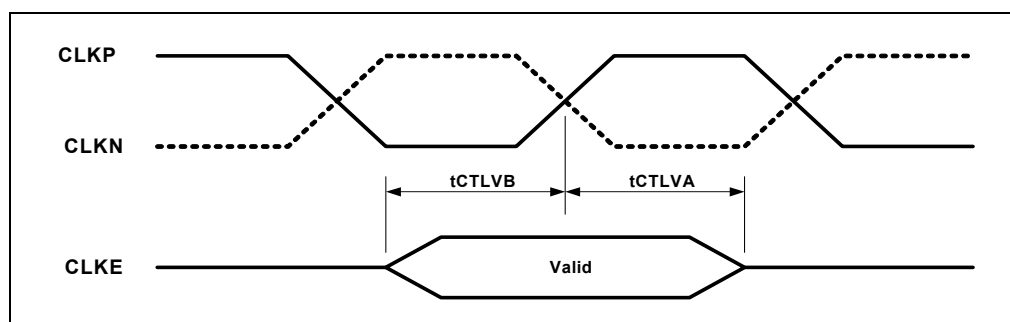 CLKP
CLKN
tCTLVB
tCTLVA
CLKE
Valid